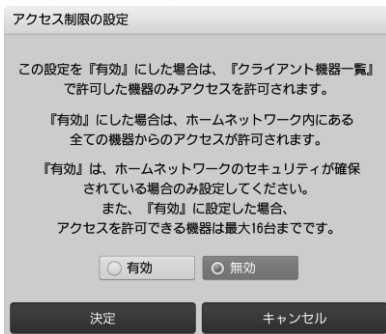 アクセス制限の設定
この設定を『有効』にした場合は、『クライアント機器一覧』
で許可した機器のみアクセスを許可されます。
『有効』にした場合は、ホームネットワーク内にある
全ての機器からのアクセスが許可されます。
『有効』は、ホームネットワークのセキュリティが確保
されている場合のみ設定してください。
また、『有効』に設定した場合、
アクセスを許可できる機器は最大16台までです。
有効
無効
決定
キャンセル